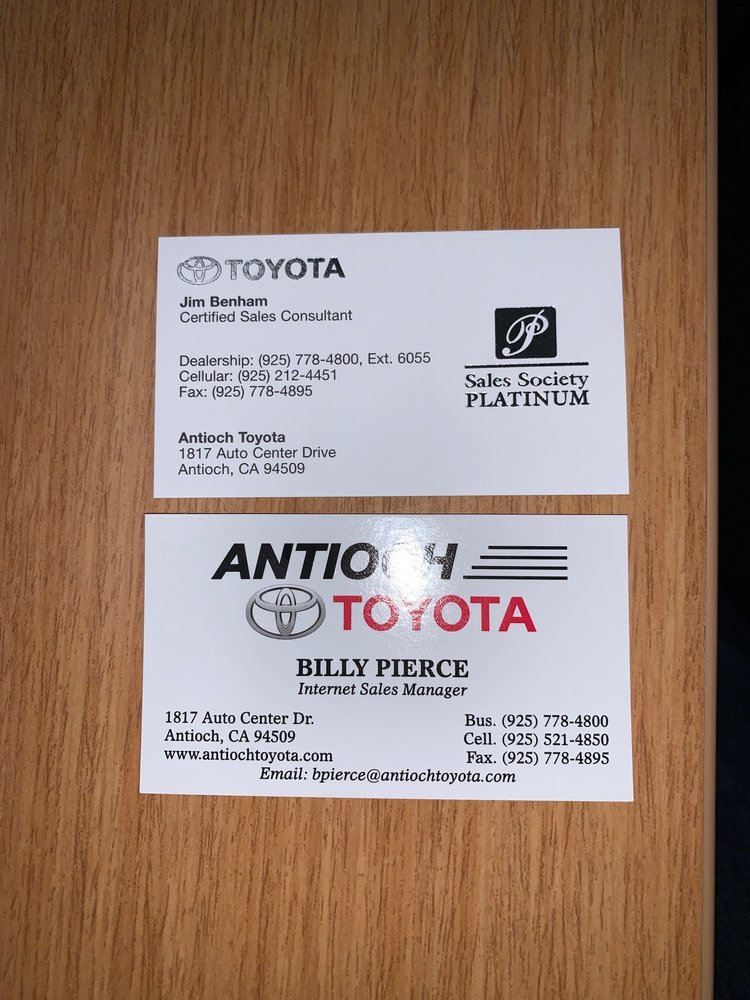 TOYOTA
Jim Benham
Certified Sales Consultant
Dealership: (925) 778-4800, Ext. 6055
Cellular: (925) 212-4451
Fax: (925) 778-4895
Antioch Toyota
1817 Auto Center Drive
Antioch, CA 94509
P
Sales Society
PLATINUM
ANTIOCH
TOYOTA
BILLY PIERCE
Internet Sales Manager
1817 Auto Center Dr.
Antioch, CA 94509
www.antiochtoyota.com
Bus. (925) 778-4800
Cell. (925) 521-4850
Fax. (925) 778-4895
Email: bpierce@antiochtoyota.com